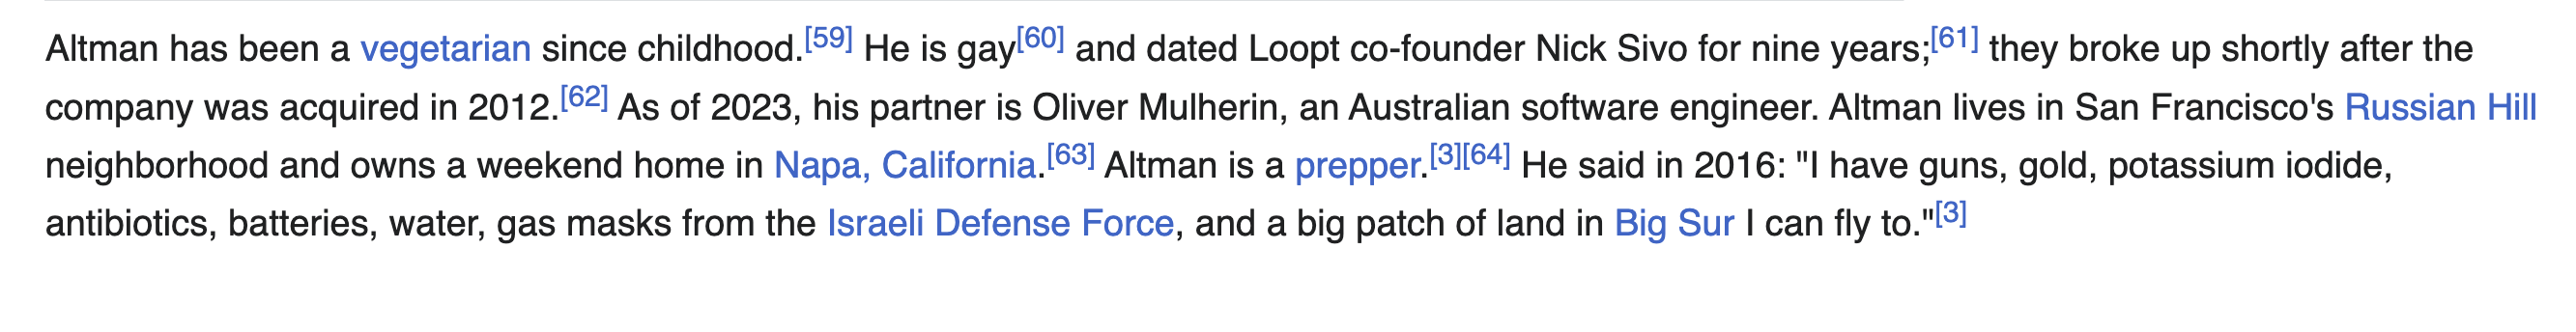 Altman has been a vegetarian since childhood.[59] He is gay[60] and dated Loopt co-founder Nick Sivo for nine years;[61] they broke up shortly after the
company was acquired in 2012.[62] As of 2023, his partner is Oliver Mulherin, an Australian software engineer. Altman lives in San Francisco's Russian Hill
neighborhood and owns a weekend home in Napa, California.[63] Altman is a prepper.[3][64] He said in 2016: "I have guns, gold, potassium iodide,
antibiotics, batteries, water, gas masks from the Israeli Defense Force, and a big patch of land in Big Sur I can fly to."[3]